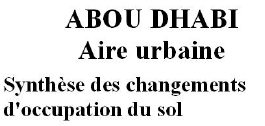 ABOU DHABI
Aire urbaine
Synthèse des changements
d'occupation du sol